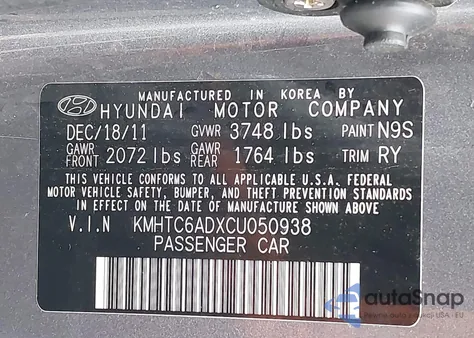 MANUFACTURED IN KOREA BY
HYUNDAI MOTOR COMPANY
DEC/18/11 GVWR 3748 lbs PAINT N9S
GAWR FRONT 2072 lbs GAWR REAR 1764 lbs TRIM RY
THIS VEHICLE CONFORMS TO ALL APPLICABLE U.S.A. FEDERAL
MOTOR VEHICLE SAFETY, BUMPER, AND THEFT PREVENTION STANDARDS
IN EFFECT ON THE DATE OF MANUFACTURE SHOWN ABOVE.
V.I.N KMHTC6ADXCU050938
PASSENGER CAR
autoSnap